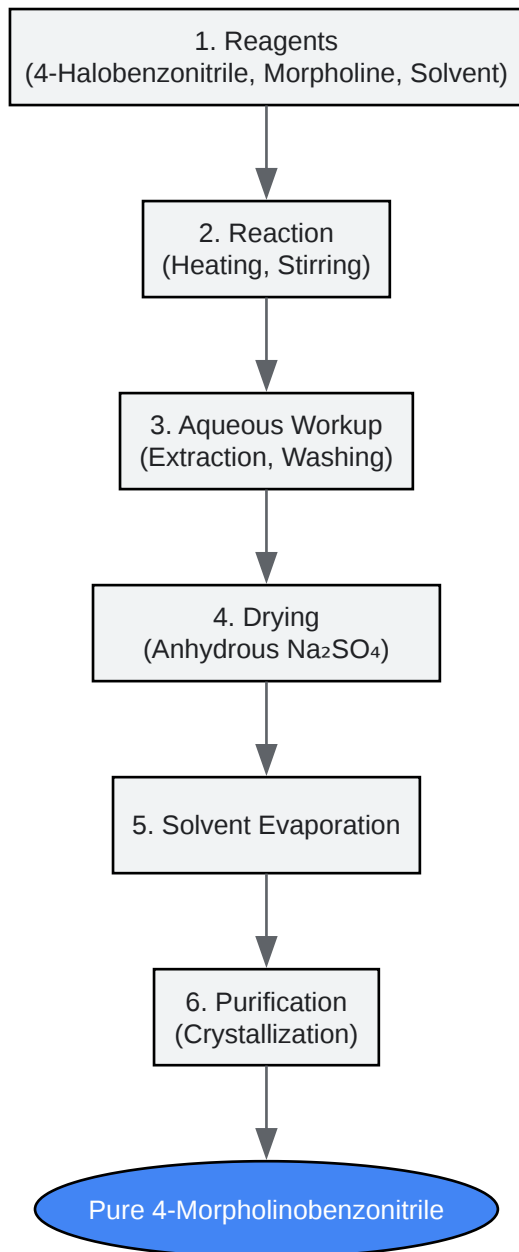 1. Reagents
(4-Halobenzonitrile, Morpholine, Solvent)
2. Reaction
(Heating, Stirring)
3. Aqueous Workup
(Extraction, Washing)
4. Drying
(Anhydrous Na₂SO₄)
5. Solvent Evaporation
6. Purification
(Crystallization)
Pure 4-Morpholinobenzonitrile